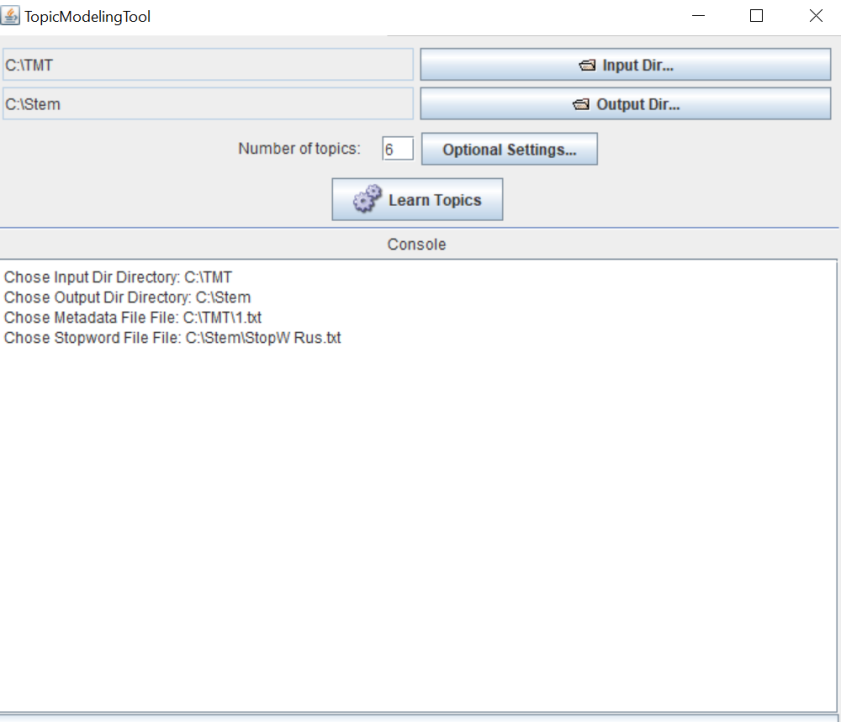 TopicModelingTool
C:\TMT
Input Dir...
C:\Stem
Output Dir...
Number of topics: 6 Optional Settings...
Learn Topics
Console
Chose Input Dir Directory: C:\TMT
Chose Output Dir Directory: C:\Stem
Chose Metadata File File: C:\TMT\1.txt
Chose Stopword File File: C:\Stem\StopW Rus.txt